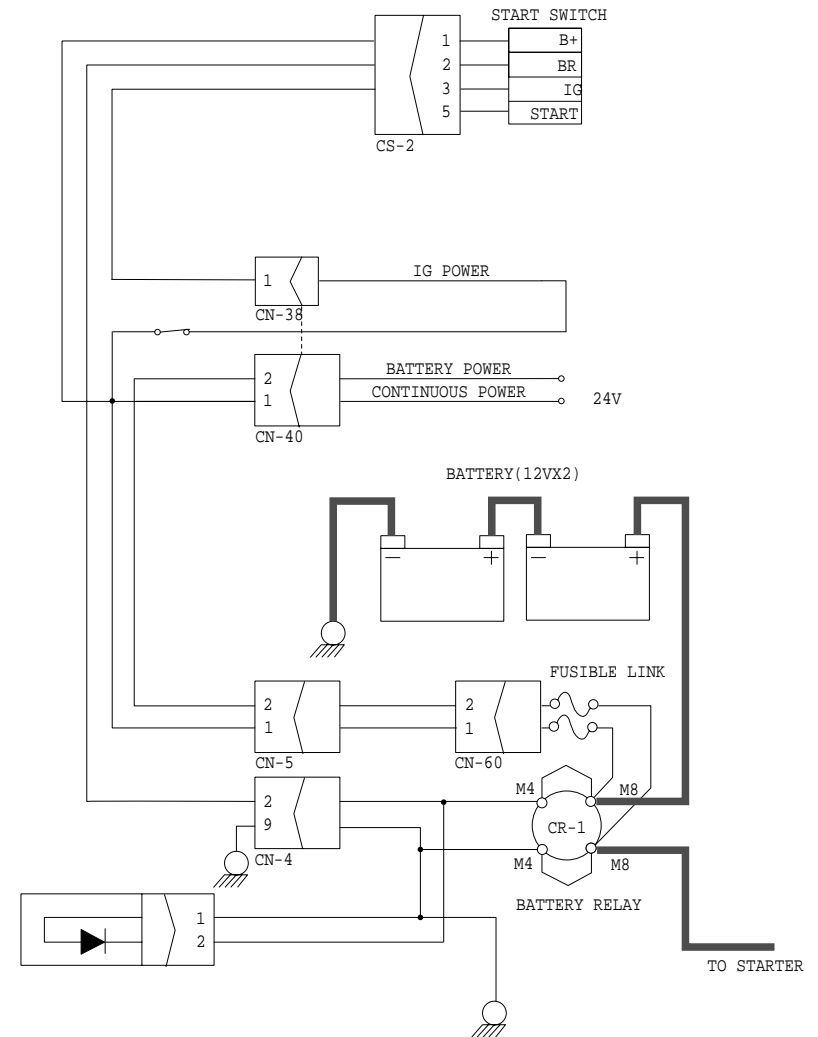 START SWITCH
1 B+
2 BR
3 IG
5 START
CS-2
IG POWER
1
CN-38
BATTERY POWER
2
CONTINUOUS POWER
1
24V
CN-40
BATTERY(12VX2)
− + − +
FUSIBLE LINK
2 2
1 1
CN-5 CN-60
M4 M8
2
9 CR-1
CN-4 M4 M8
BATTERY RELAY
1
2
TO STARTER